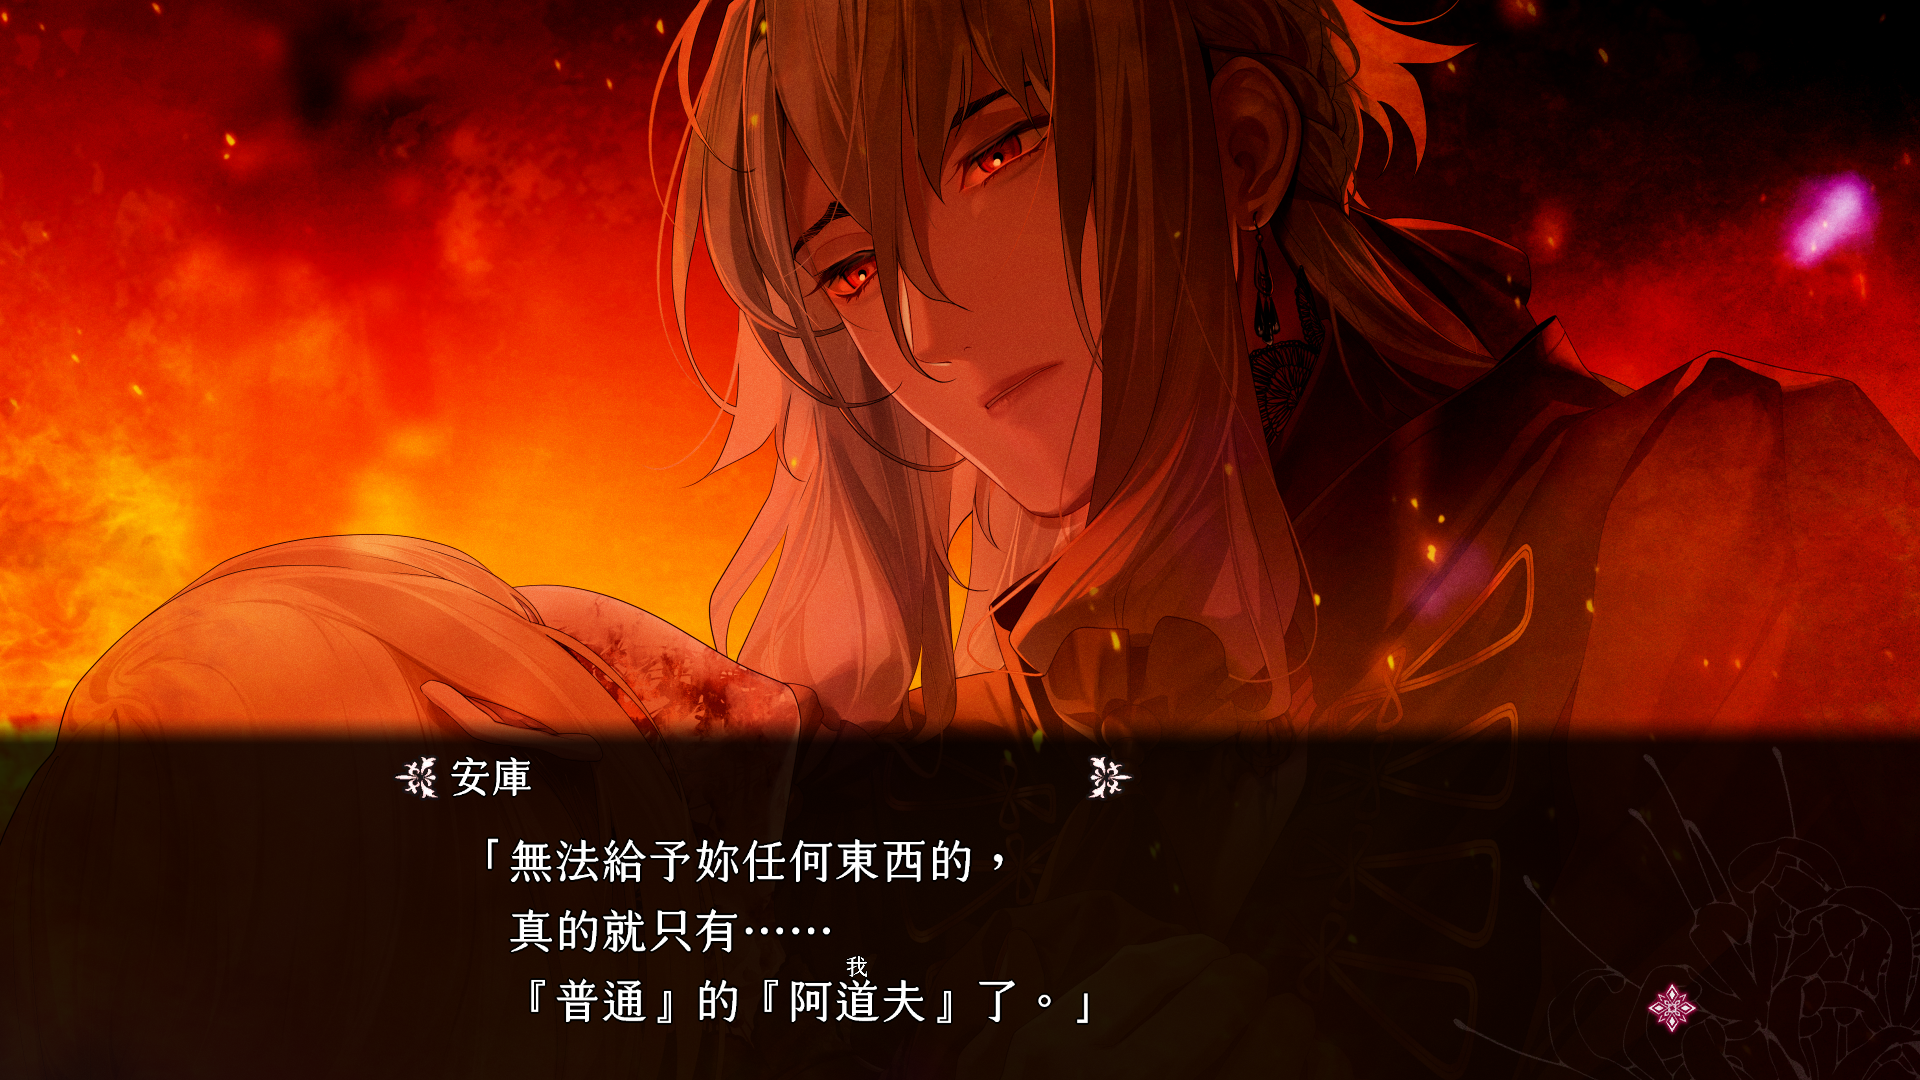 安庫
「無法給予妳任何東西的，
真的就只有⋯⋯
我
『普通』的『阿道夫』了。」